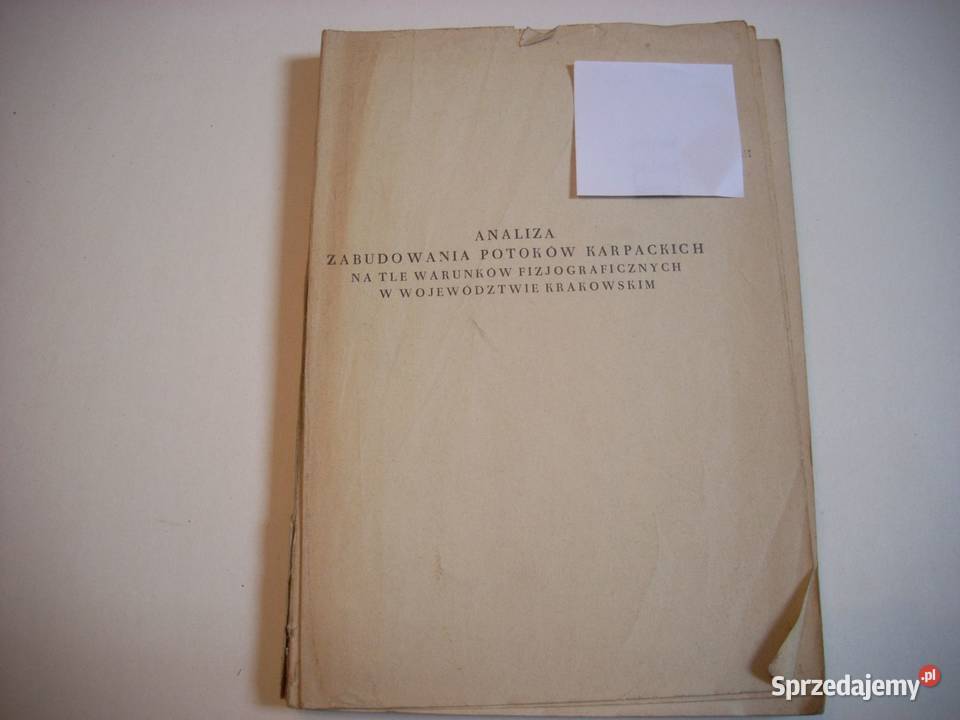 ANALIZA
ZABUDOWANIA POTOKÓW KARPACKICH
NA TLE WARUNKÓW FIZJOGRAFICZNYCH
W WOJEWÓDZTWIE KRAKOWSKIM
Sprzedajemy.pl